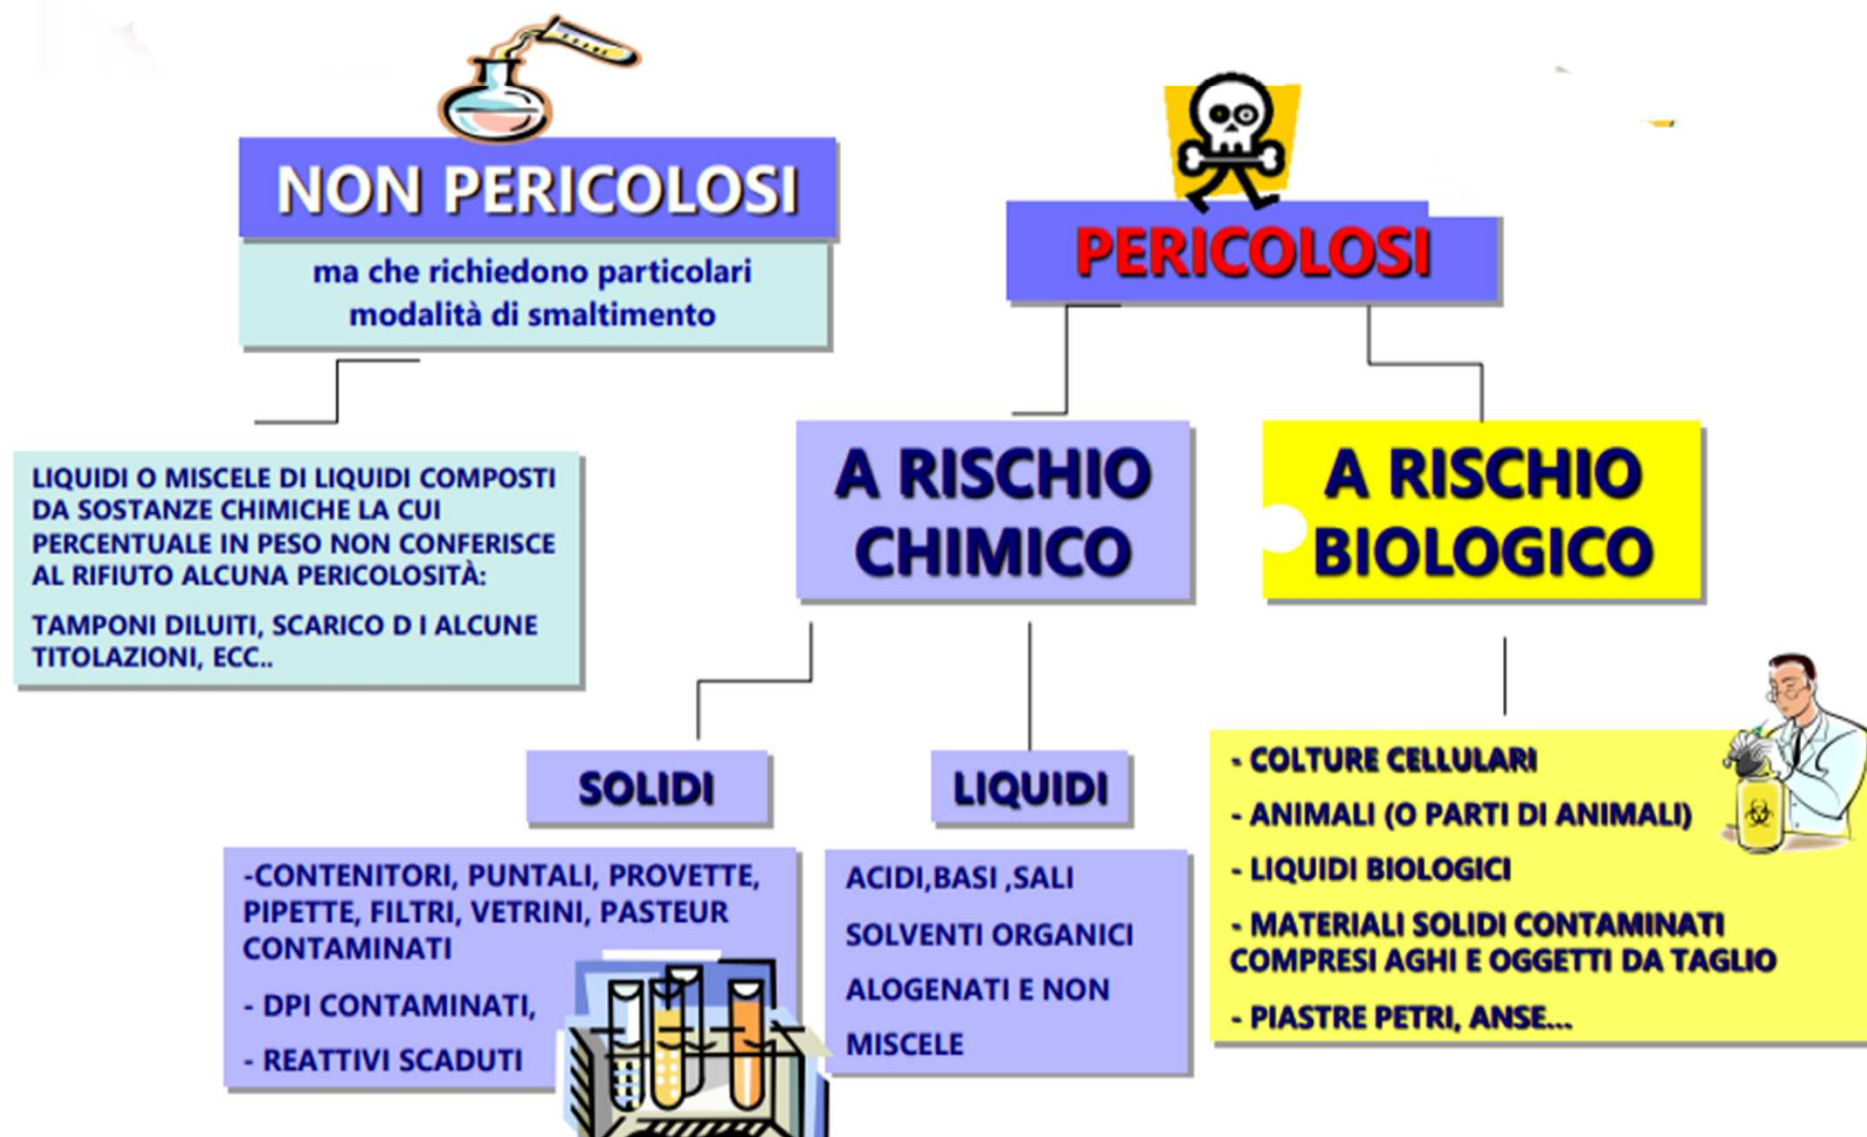 NON PERICOLOSI
ma che richiedono particolari
modalità di smaltimento
LIQUIDI O MISCELE DI LIQUIDI COMPOSTI
DA SOSTANZE CHIMICHE LA CUI
PERCENTUALE IN PESO NON CONFERISCE
AL RIFIUTO ALCUNA PERICOLOSITÀ:
TAMPONI DILUITI, SCARICO D I ALCUNE
TITOLAZIONI, ECC..
PERICOLOSI
A RISCHIO
CHIMICO
SOLIDI
-CONTENITORI, PUNTALI, PROVETTE,
PIPETTE, FILTRI, VETRINI, PASTEUR
CONTAMINATI
- DPI CONTAMINATI,
- REATTIVI SCADUTI
LIQUIDI
ACIDI,BASI ,SALI
SOLVENTI ORGANICI
ALOGENATI E NON
MISCELE
A RISCHIO
BIOLOGICO
- COLTURE CELLULARI
- ANIMALI (O PARTI DI ANIMALI)
- LIQUIDI BIOLOGICI
- MATERIALI SOLIDI CONTAMINATI
COMPRESI AGHI E OGGETTI DA TAGLIO
- PIASTRE PETRI, ANSE...